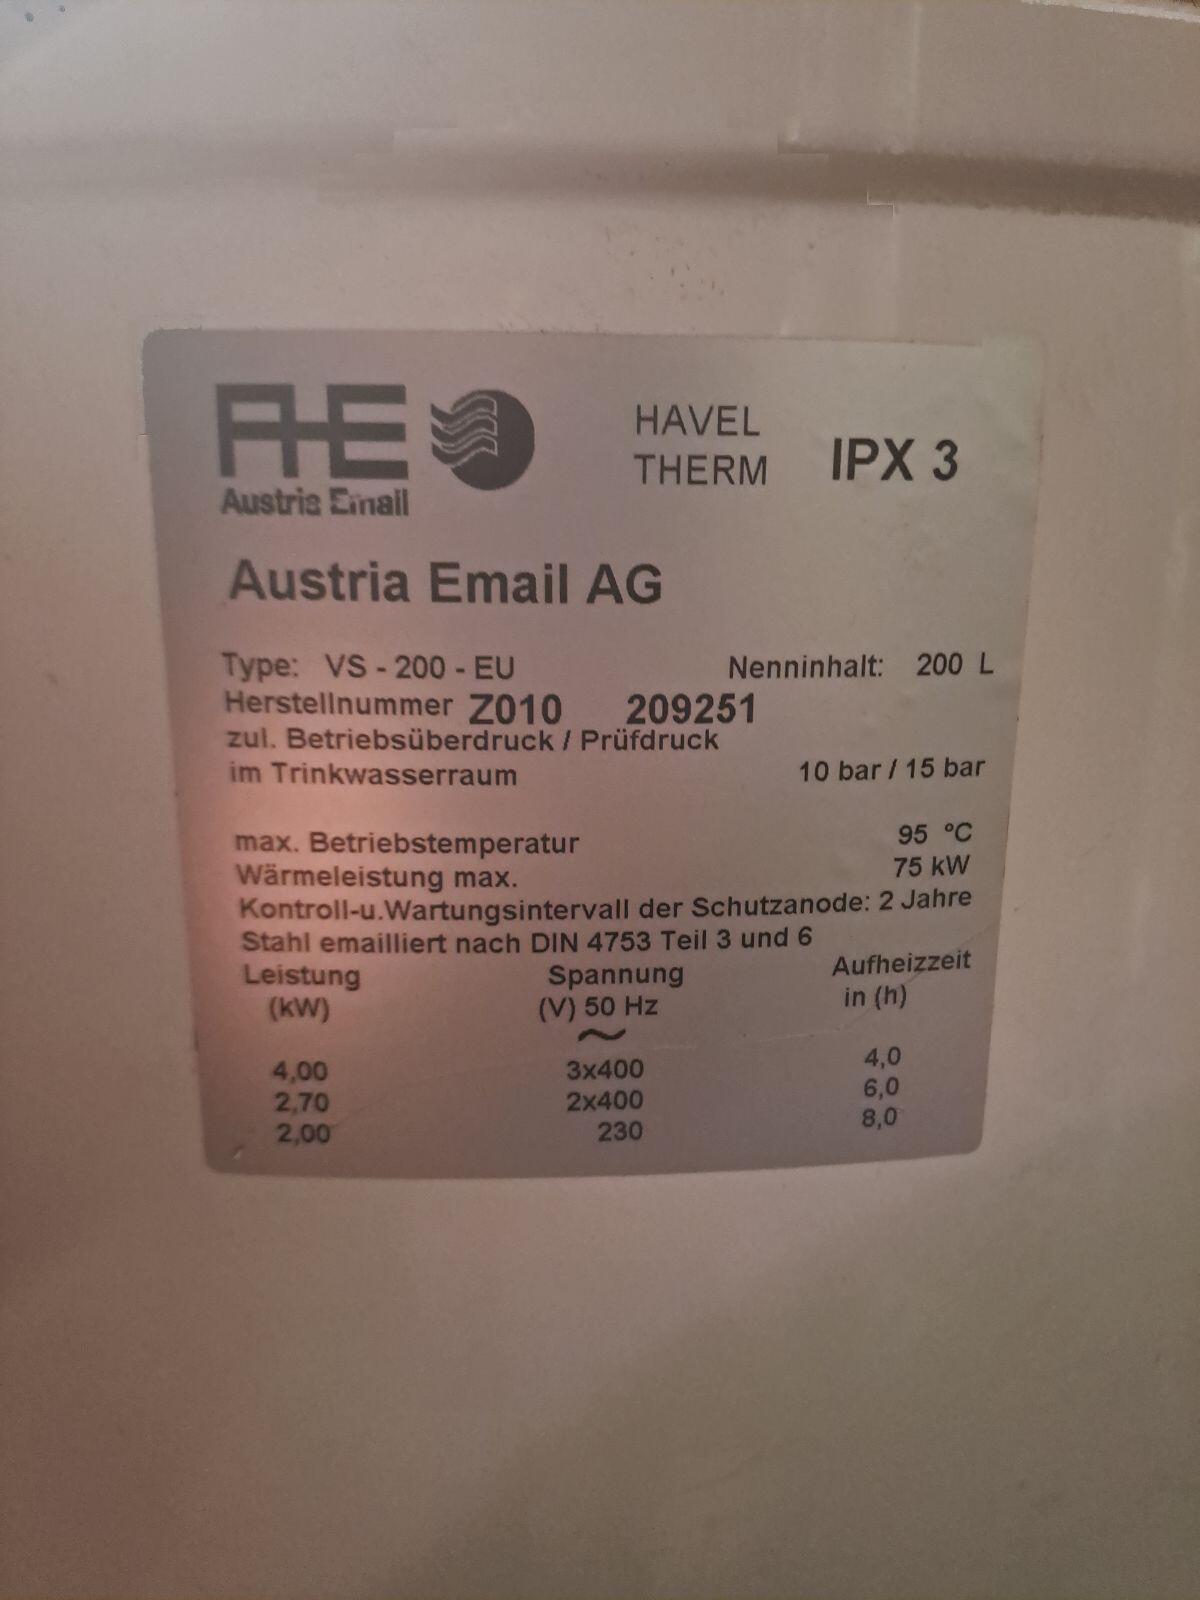 AE
Austria Email
HAVEL
THERM
IPX 3
Austria Email AG
Type: VS - 200 - EU Nenninhalt: 200 L
Herstellnummer Z010 209251
zul. Betriebsüberdruck / Prüfdruck
im Trinkwasserraum 10 bar / 15 bar
max. Betriebstemperatur 95 °C
Wärmeleistung max. 75 kW
Kontroll-u.Wartungsintervall der Schutzanode: 2 Jahre
Stahl emailliert nach DIN 4753 Teil 3 und 6
Leistung Spannung Aufheizzeit
(kW) (V) 50 Hz in (h)
~
4,00 3x400 4,0
2,70 2x400 6,0
2,00 230 8,0